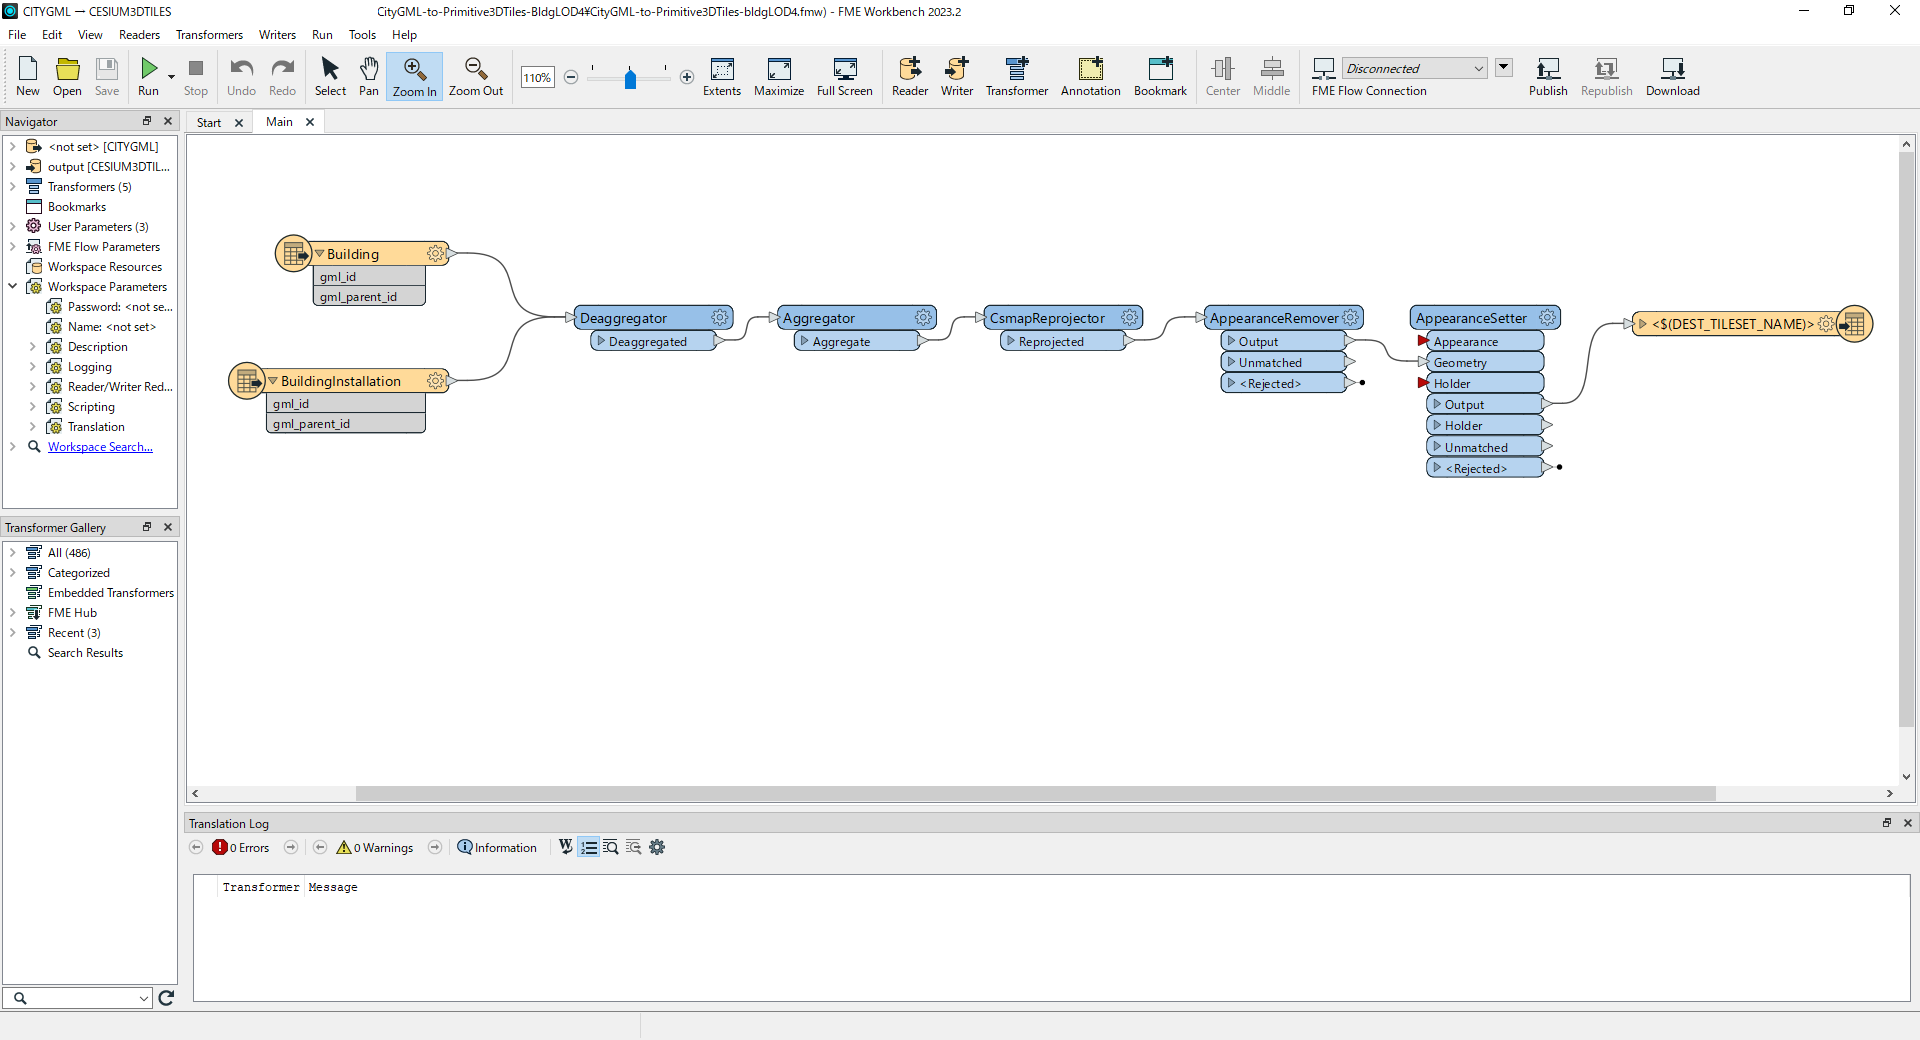 CITYGML → CESIUM3DTILES
CityGML-to-Primitive3DTiles-BldgLOD4¥CityGML-to-Primitive3DTiles-bldgLOD4.fmw) - FME Workbench 2023.2
File Edit View Readers Transformers Writers Run Tools Help
New Open Save Run Stop Undo Redo Select Pan Zoom In Zoom Out 110% Extents Maximize Full Screen Reader Writer Transformer Annotation Bookmark Center Middle
Disconnected
FME Flow Connection
Publish Republish Download
Navigator
<not set> [CITYGML]
output [CESIUM3DTIL...
Transformers (5)
Bookmarks
User Parameters (3)
FME Flow Parameters
Workspace Resources
Workspace Parameters
Password: <not se...
Name: <not set>
Description
Logging
Reader/Writer Red...
Scripting
Translation
Workspace Search...
Transformer Gallery
All (486)
Categorized
Embedded Transformers
FME Hub
Recent (3)
Search Results
Start Main
Building
gml_id
gml_parent_id
BuildingInstallation
gml_id
gml_parent_id
Deaggregator
Deaggregated
Aggregator
Aggregate
CsmapReprojector
Reprojected
AppearanceRemover
Output
Unmatched
<Rejected>
AppearanceSetter
Appearance
Geometry
Holder
Output
Holder
Unmatched
<Rejected>
<$(DEST_TILESET_NAME)>
Translation Log
0 Errors 0 Warnings Information
Transformer Message